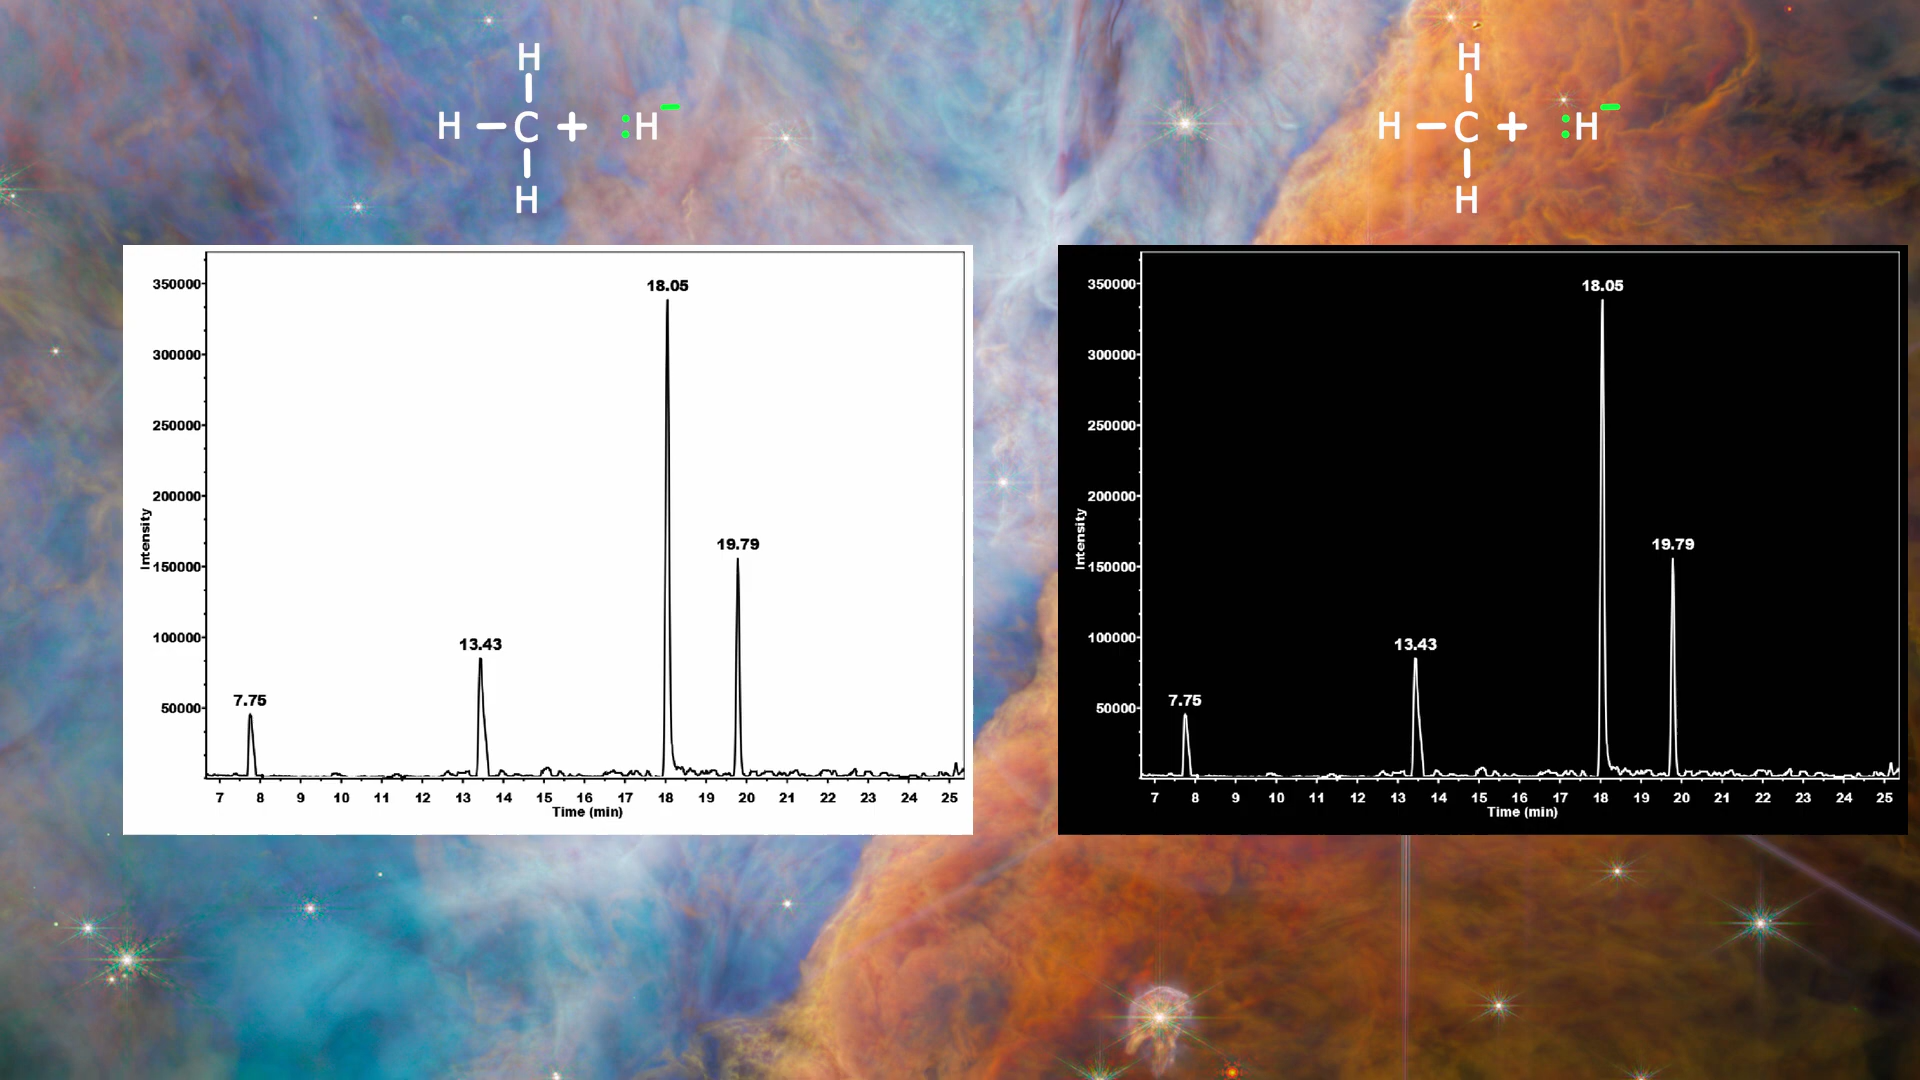 H
H — C + :H⁻
H
H
H — C + :H⁻
H
350000
300000
250000
200000
150000
100000
50000
Intensity
7.75
13.43
18.05
19.79
7 8 9 10 11 12 13 14 15 16 17 18 19 20 21 22 23 24 25
Time (min)
350000
300000
250000
200000
150000
100000
50000
Intensity
7.75
13.43
18.05
19.79
7 8 9 10 11 12 13 14 15 16 17 18 19 20 21 22 23 24 25
Time (min)